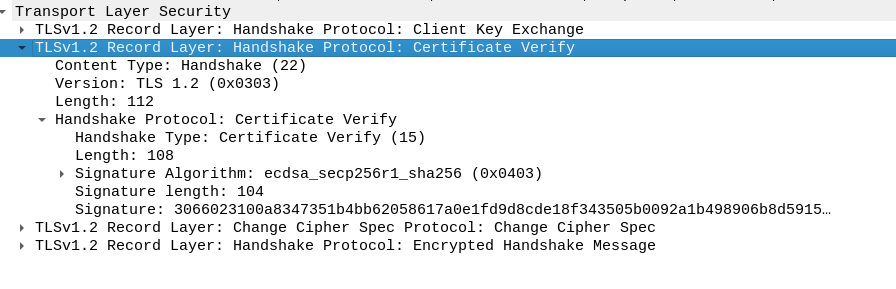 Transport Layer Security
TLSv1.2 Record Layer: Handshake Protocol: Client Key Exchange
TLSv1.2 Record Layer: Handshake Protocol: Certificate Verify
Content Type: Handshake (22)
Version: TLS 1.2 (0x0303)
Length: 112
Handshake Protocol: Certificate Verify
Handshake Type: Certificate Verify (15)
Length: 108
Signature Algorithm: ecdsa_secp256r1_sha256 (0x0403)
Signature length: 104
Signature: 3066023100a8347351b4bb62058617a0e1fd9d8cde18f343505b0092a1b498906b8d5915…
TLSv1.2 Record Layer: Change Cipher Spec Protocol: Change Cipher Spec
TLSv1.2 Record Layer: Handshake Protocol: Encrypted Handshake Message